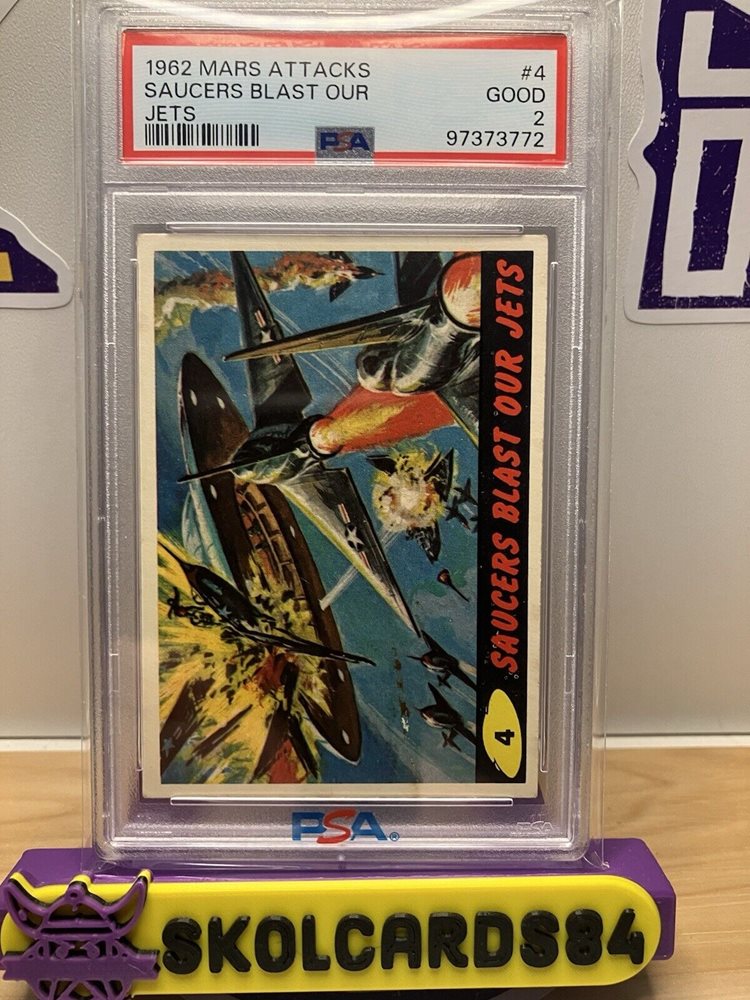 1962 MARS ATTACKS #4
SAUCERS BLAST OUR GOOD
JETS 2
PSA 97373772
SAUCERS BLAST OUR JETS
4
PSA
SKOLCARDS84